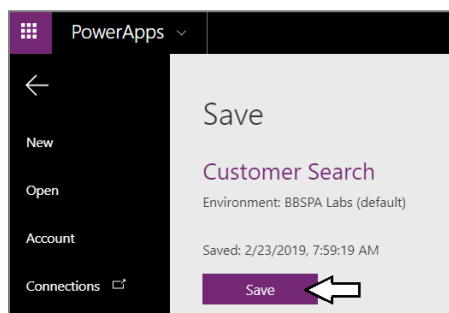 PowerApps
Save
New
Customer Search
Open
Environment: BBSPA Labs (default)
Account
Saved: 2/23/2019, 7:59:19 AM
Connections
Save